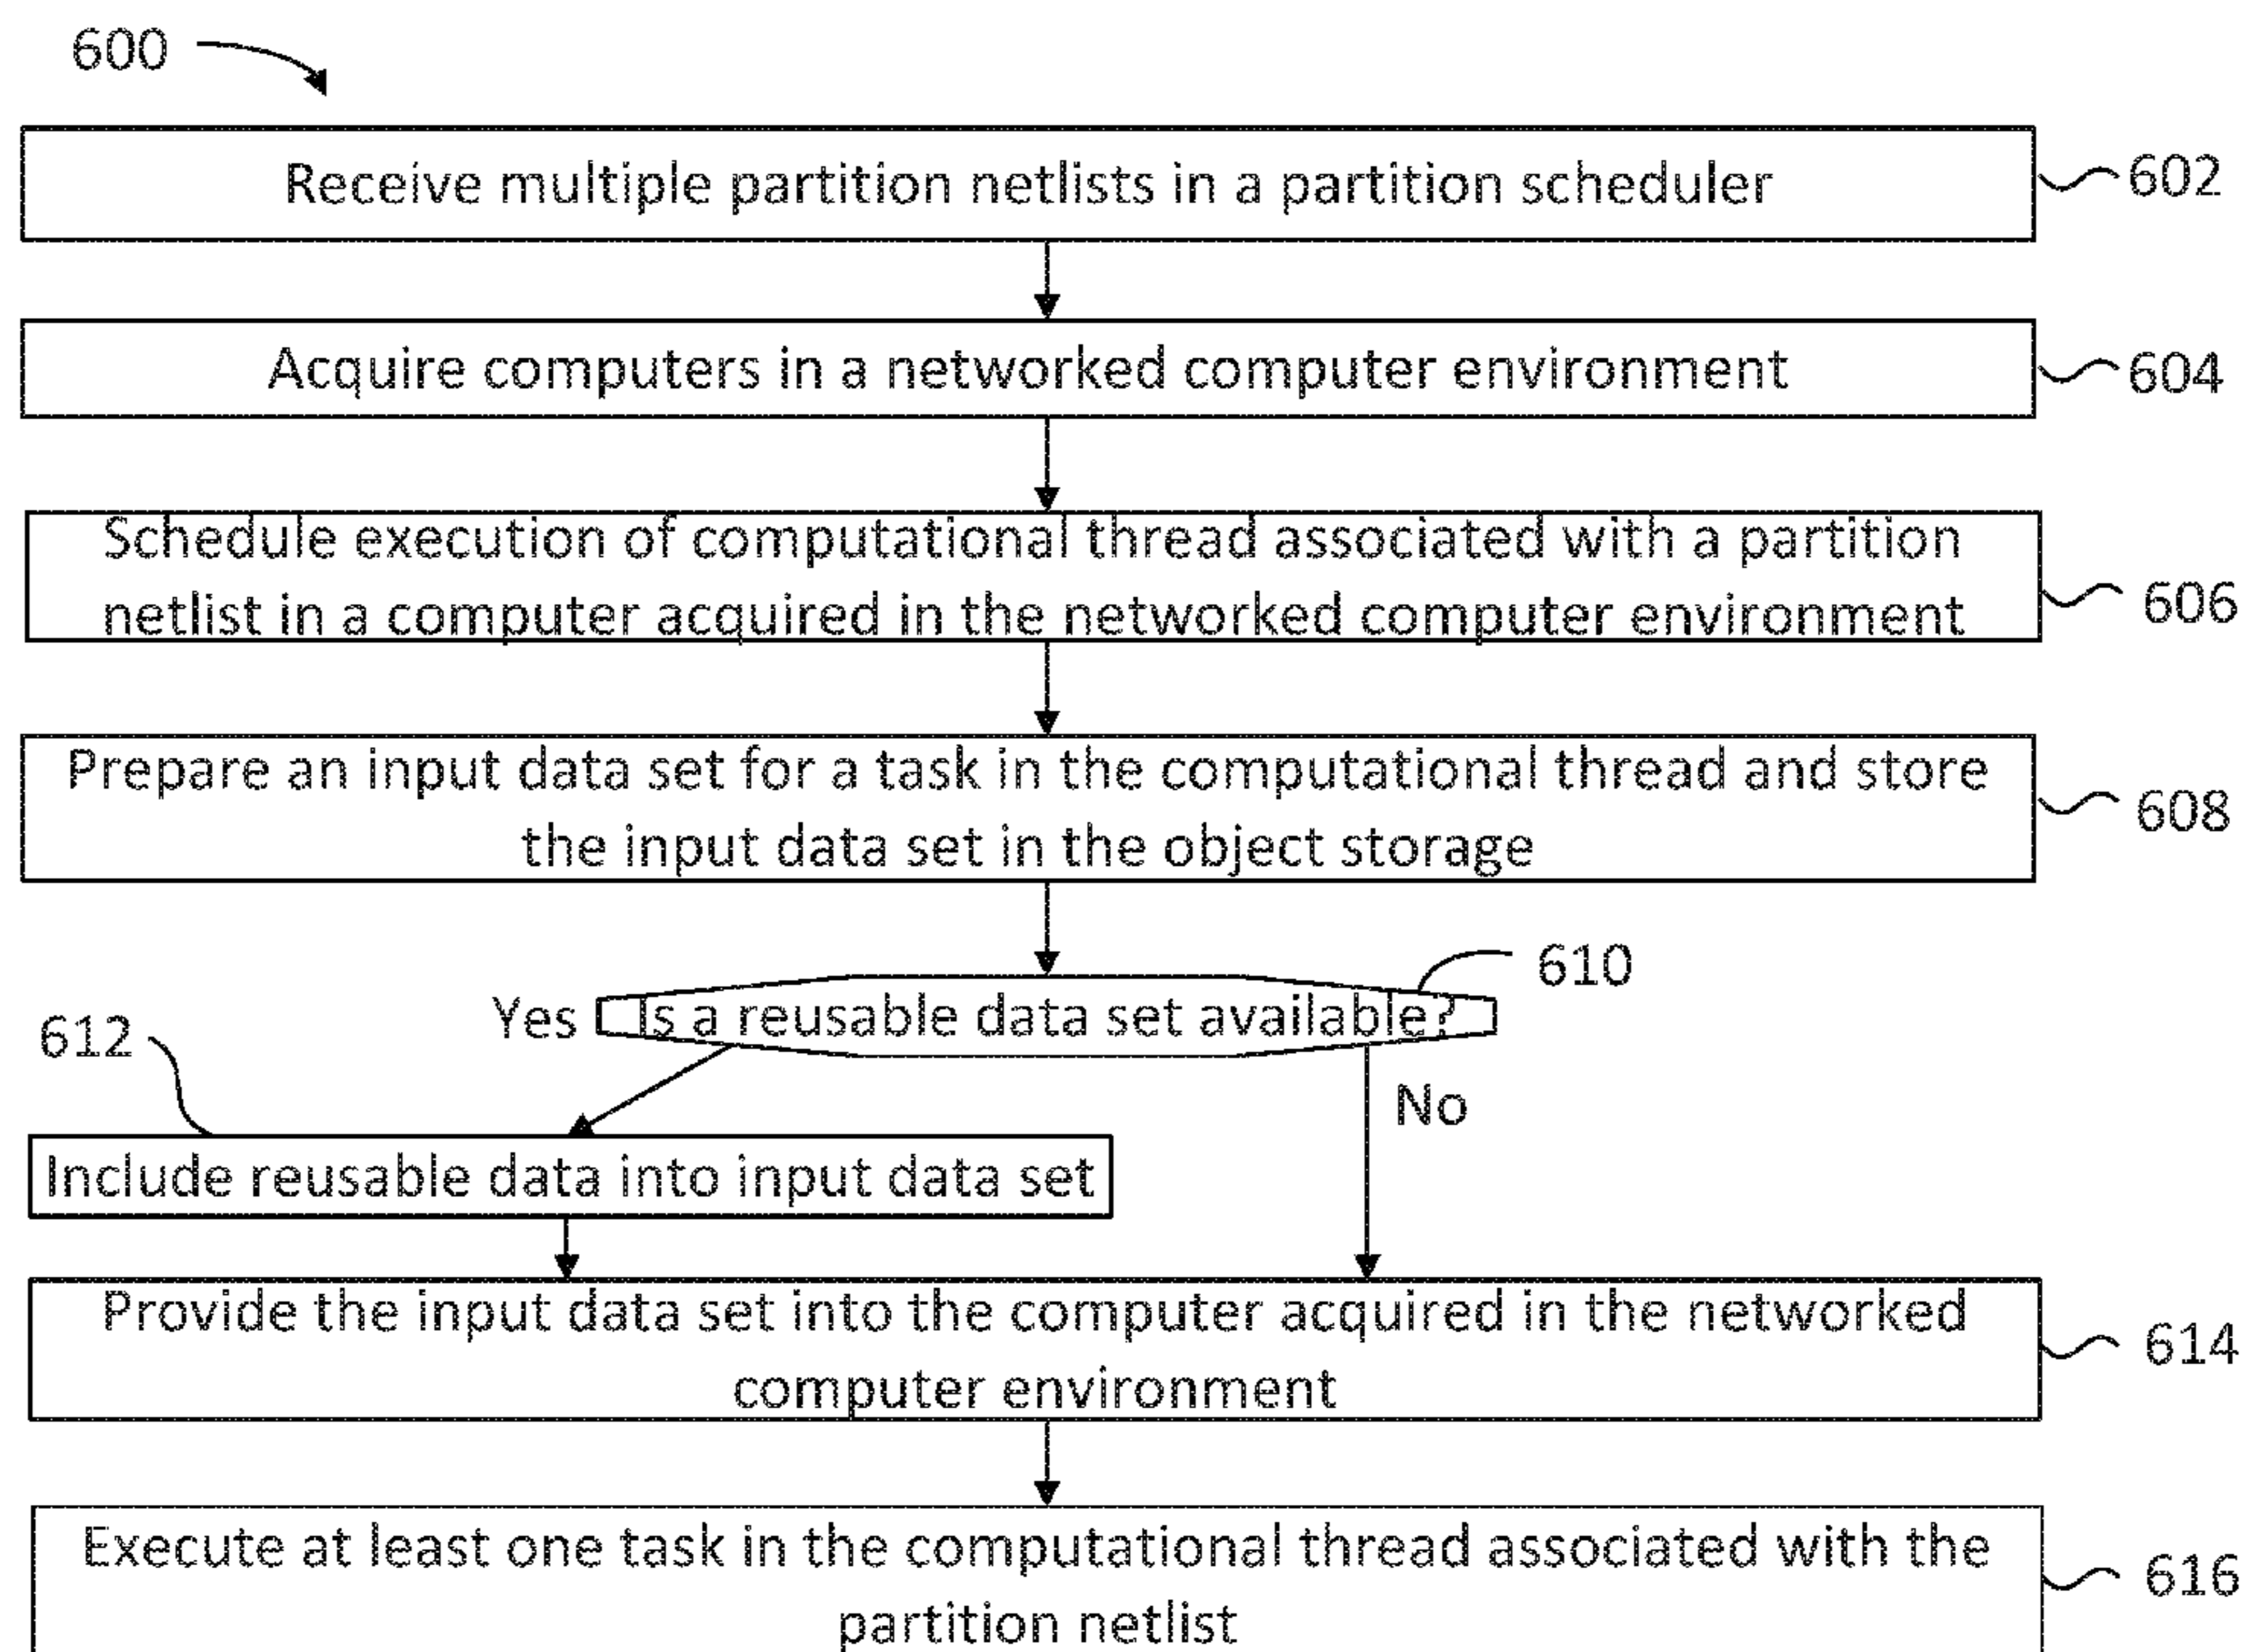 600
Receive multiple partition netlists in a partition scheduler
602
Acquire computers in a networked computer environment
604
Schedule execution of computational thread associated with a partition
netlist in a computer acquired in the networked computer environment
606
Prepare an input data set for a task in the computational thread and store
the input data set in the object storage
608
610
Yes
Is a reusable data set available?
612
No
Include reusable data into input data set
Provide the input data set into the computer acquired in the networked
computer environment
614
Execute at least one task in the computational thread associated with the
partition netlist
616